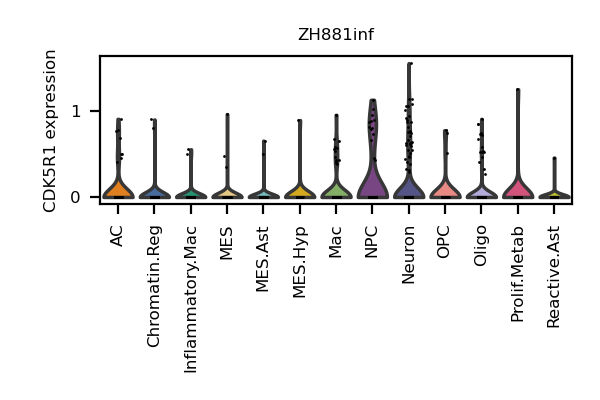 ZH881inf
CDK5R1 expression
1
0
AC
Chromatin.Reg
Inflammatory.Mac
MES
MES.Ast
MES.Hyp
Mac
NPC
Neuron
OPC
Oligo
Prolif.Metab
Reactive.Ast